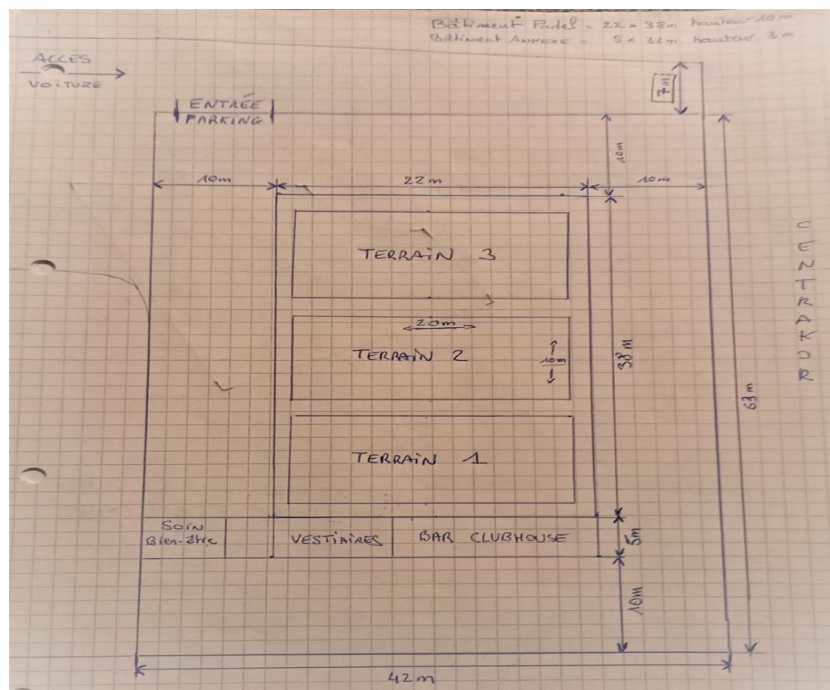 Bâtiment Padel = 22 x 38m hauteur 10m
Bâtiment Annexe = 5 x 32m hauteur 3m
ACCÈS
VOITURE
ENTRÉE
PARKING
7m
10m
10m
22m
10m
TERRAIN 3
20m
TERRAIN 2
10m
38m
CENTRAKOR
63m
TERRAIN 1
SOIN
Bien-être
VESTIAIRES
BAR CLUBHOUSE
5m
10m
42m